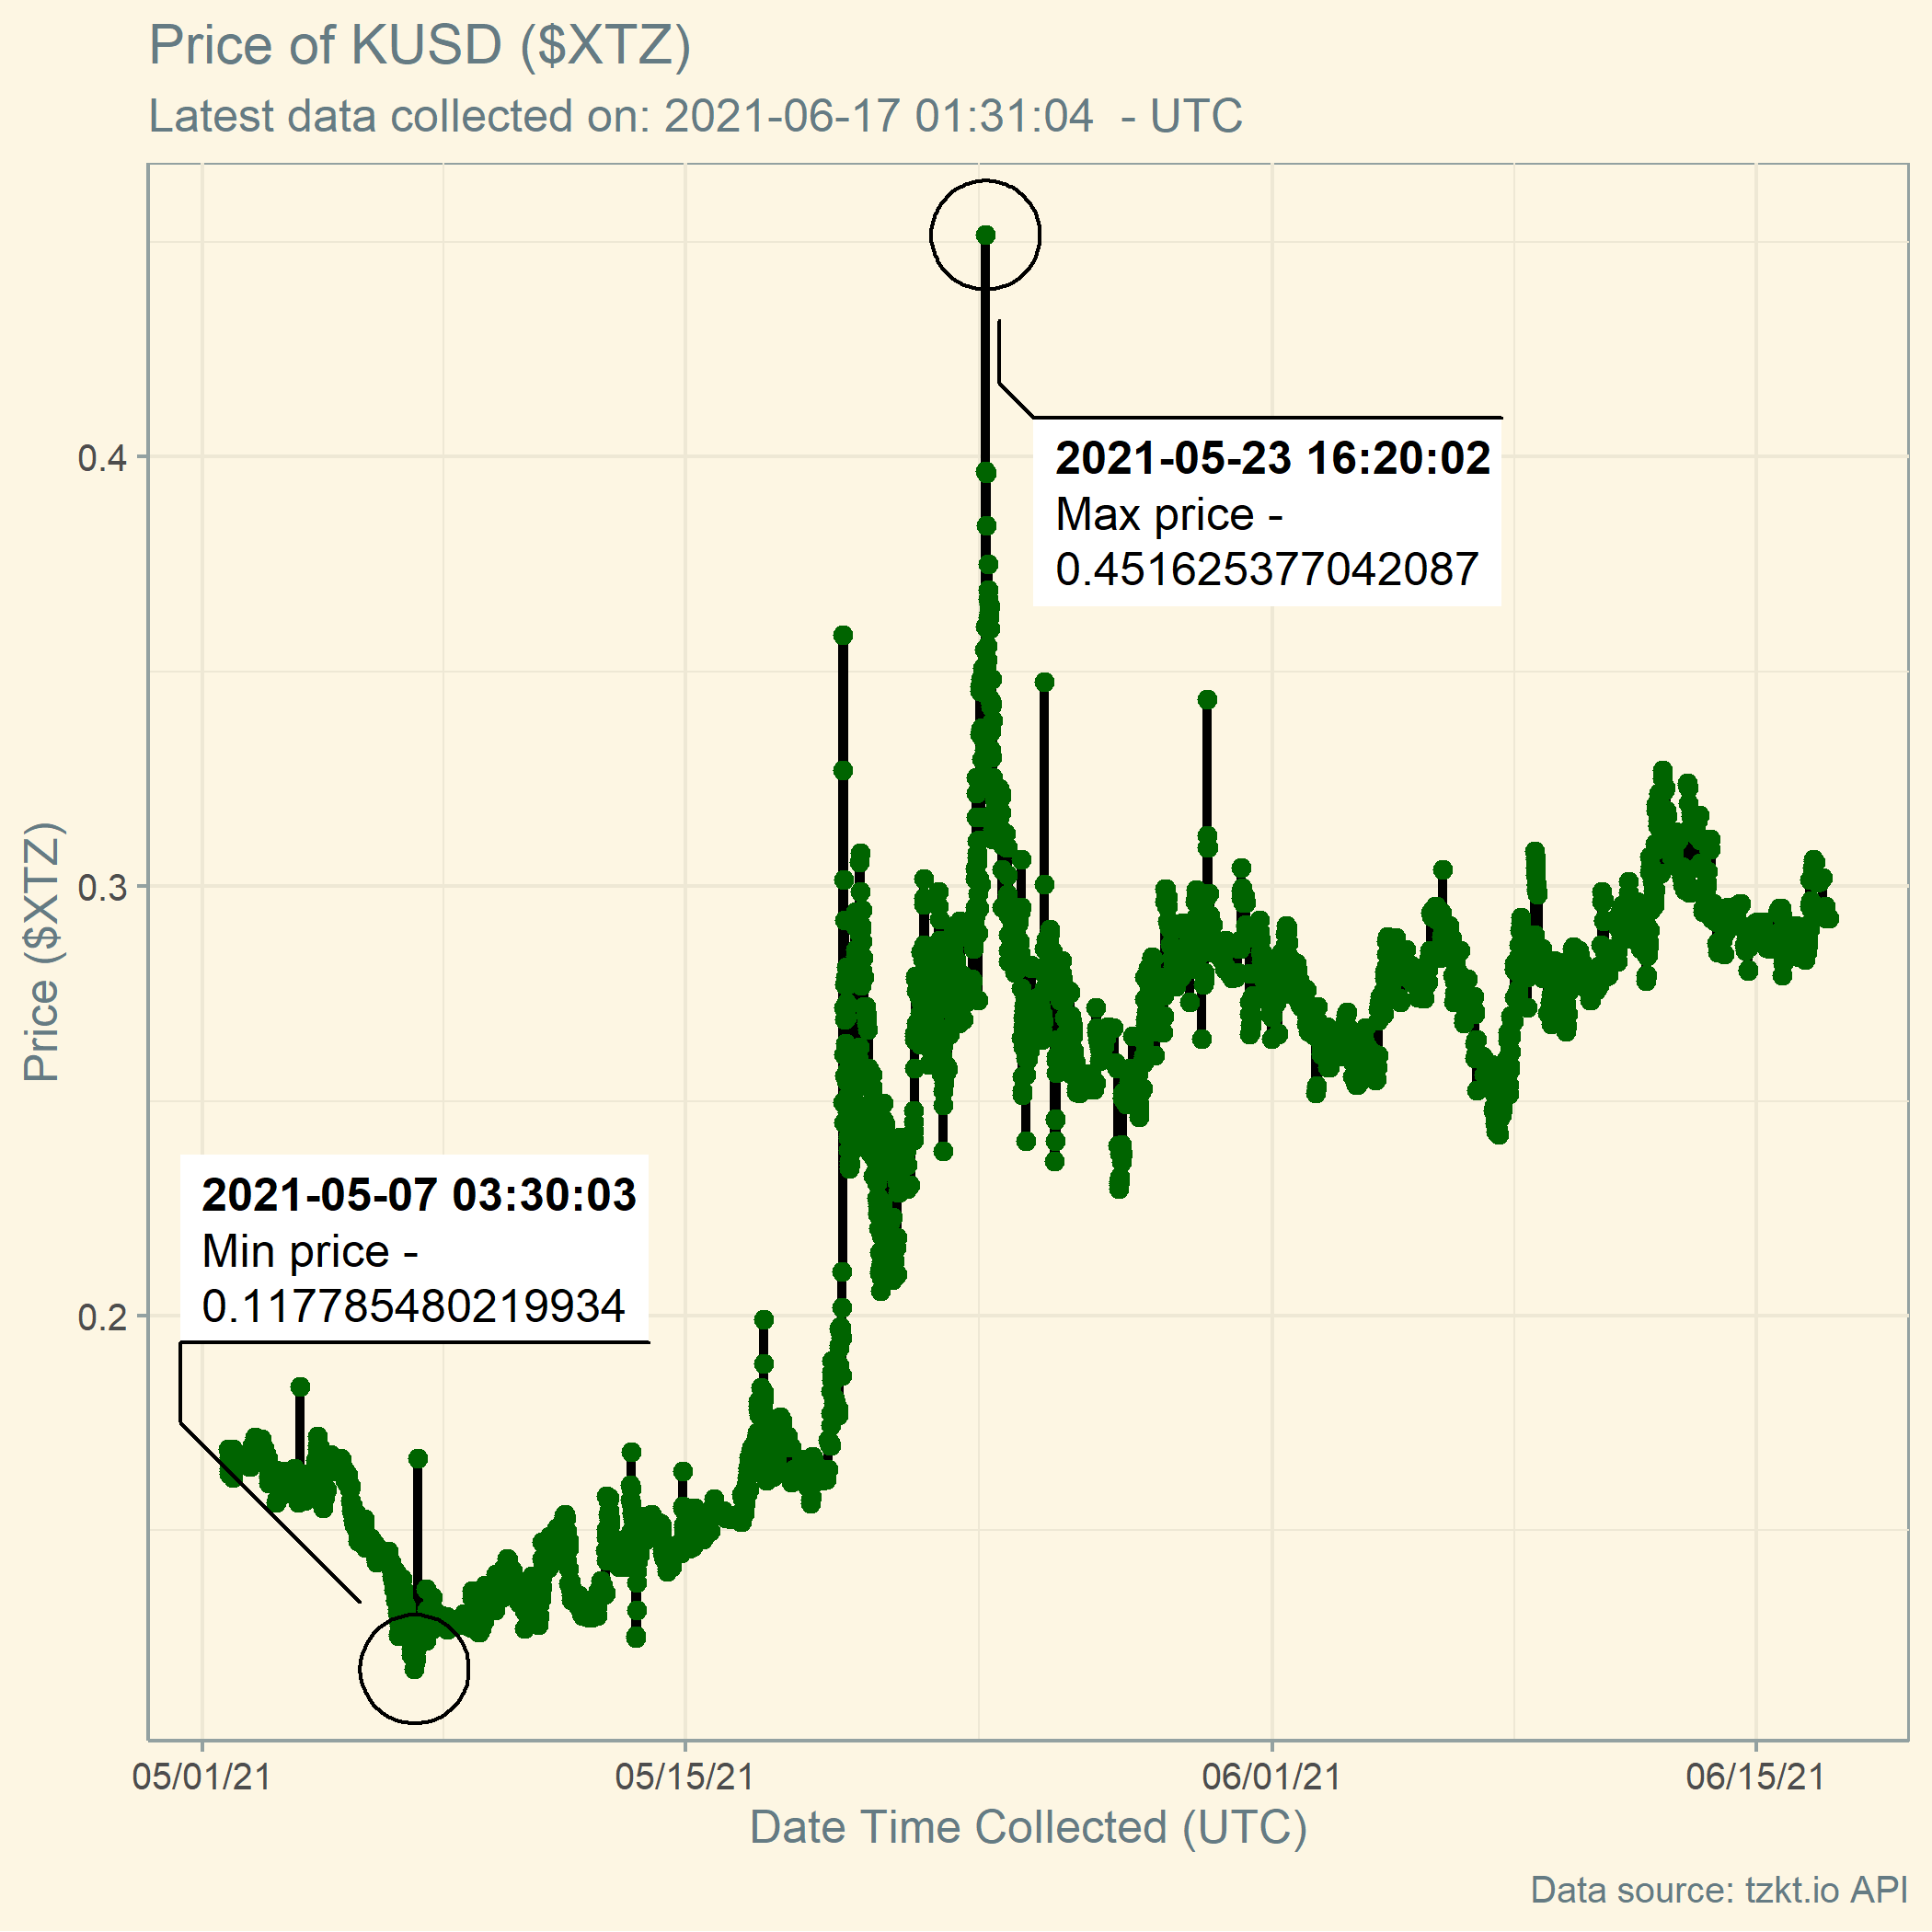 Price of KUSD ($XTZ)
Latest data collected on: 2021-06-17 01:31:04  - UTC
2021-05-23 16:20:02
Max price -
0.451625377042087
2021-05-07 03:30:03
Min price -
0.117785480219934
Price ($XTZ)
0.4
0.3
0.2
05/01/21
05/15/21
06/01/21
06/15/21
Date Time Collected (UTC)
Data source: tzkt.io API